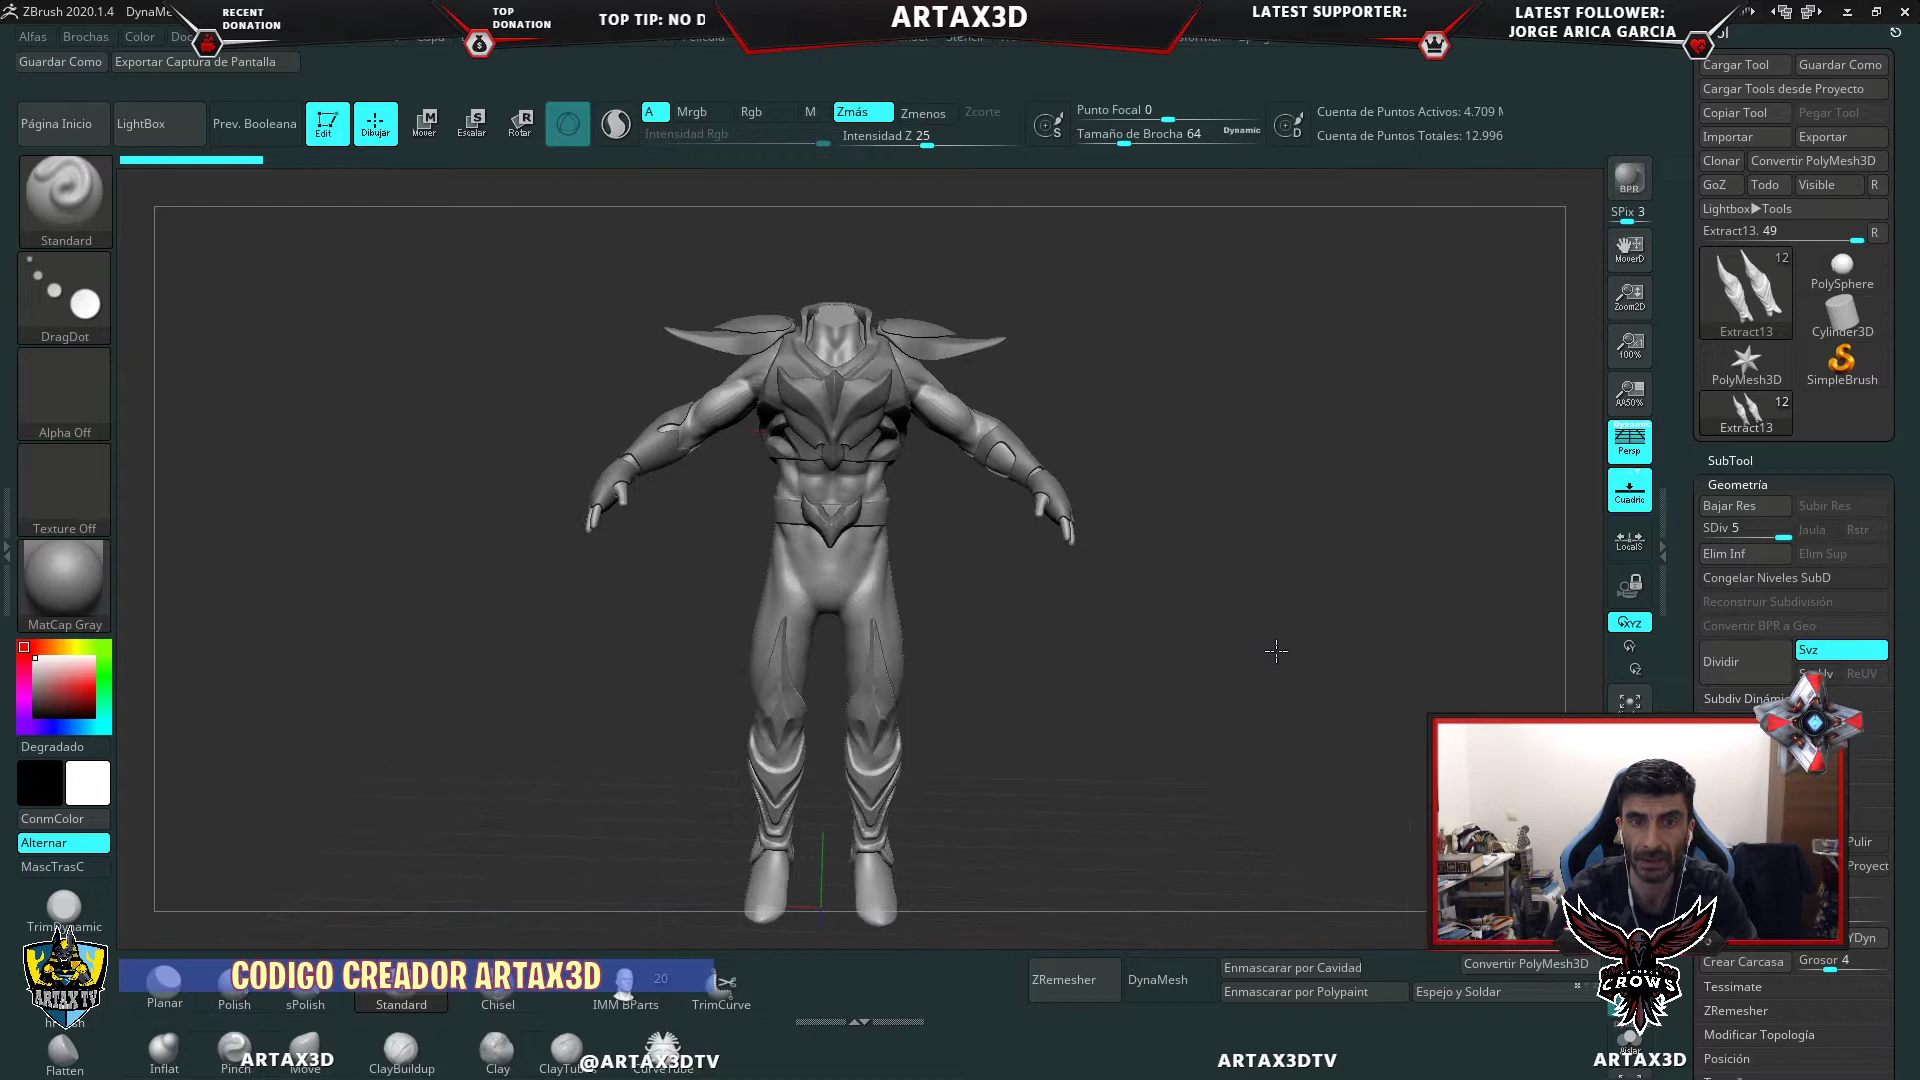 ZBrush 2020.1.4
RECENT
DONATION
TOP
DONATION
TOP TIP: NO D
ARTAX3D
LATEST SUPPORTER:
LATEST FOLLOWER:
JORGE ARICA GARCIA
Alfas
Brochas
Color
Guardar Como
Exportar Captura de Pantalla
Página Inicio
LightBox
Prev. Booleana
Edit
Dibujar
Mover
Escalar
Rotar
A
Mrgb
Rgb
M
Zmás
Zmenos
Zcorte
Intensidad Rgb
Intensidad Z 25
Punto Focal 0
Tamaño de Brocha 64
Dynamic
Cuenta de Puntos Activos: 4.709 M
Cuenta de Puntos Totales: 12.996
Standard
DragDot
Alpha Off
Texture Off
MatCap Gray
Degradado
ConmColor
Alternar
MascTrasC
TrimDynamic
Flatten
BPR
SPix 3
MoverD
Zoom2D
100%
AA50%
Dynamic
Persp
Cuadric
LocalS
XYZ
Cargar Tool
Guardar Como
Cargar Tools desde Proyecto
Copiar Tool
Pegar Tool
Importar
Exportar
Clonar
Convertir PolyMesh3D
GoZ
Todo
Visible
R
Lightbox▶Tools
Extract13. 49
R
12
Extract13
PolySphere
Cylinder3D
PolyMesh3D
SimpleBrush
12
Extract13
SubTool
Geometría
Bajar Res
Subir Res
SDiv 5
Jaula
Rstr
Elim Inf
Elim Sup
Congelar Niveles SubD
Reconstruir Subdivisión
Convertir BPR a Geo
Dividir
Svz
ReUV
Pulir
Proyect
YDyn
Crear Carcasa
Grosor 4
Tessimate
ZRemesher
Modificar Topología
Posición
CODIGO CREADOR ARTAX3D
20
Planar
Polish
sPolish
Standard
Chisel
IMM BParts
TrimCurve
Inflat
Pinch
Move
ClayBuildup
Clay
ZRemesher
DynaMesh
Enmascarar por Cavidad
Enmascarar por Polypaint
Convertir PolyMesh3D
Espejo y Soldar
ARTAX TV
CROWS
ARTAX3D
@ARTAX3DTV
ARTAX3DTV
ARTAX3D